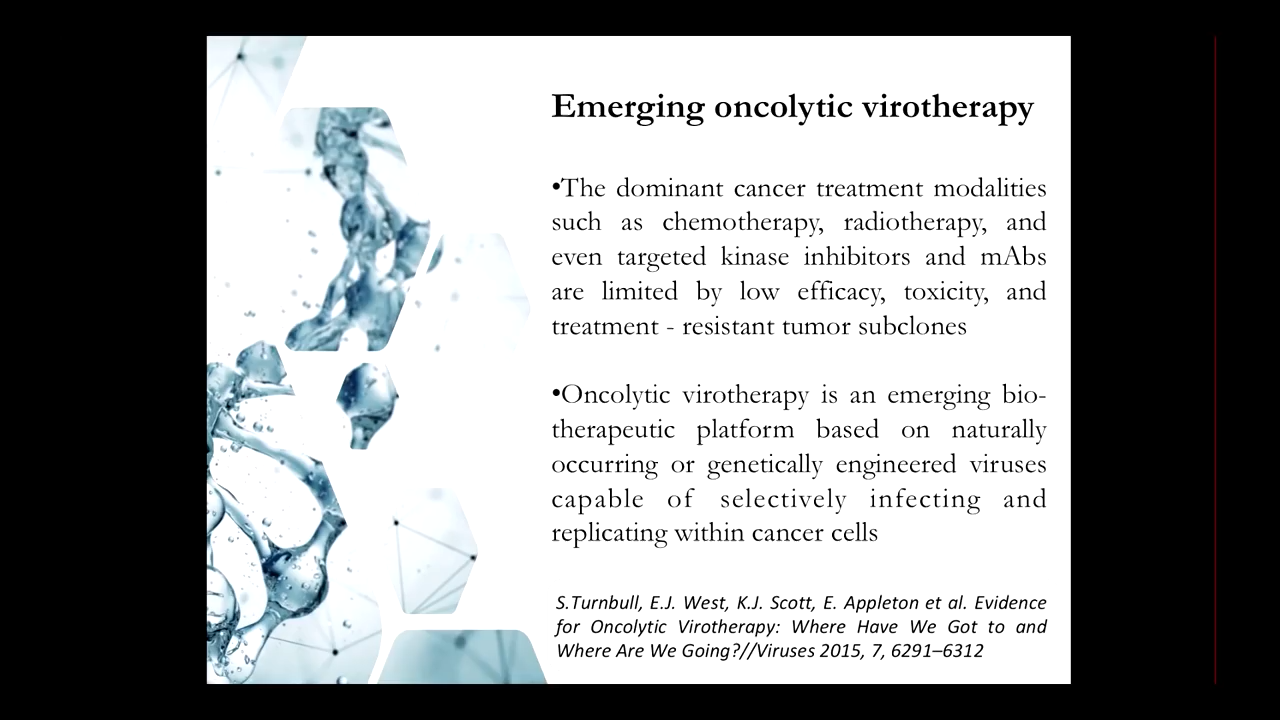 Emerging oncolytic virotherapy
•The dominant cancer treatment modalities
such as chemotherapy, radiotherapy, and
even targeted kinase inhibitors and mAbs
are limited by low efficacy, toxicity, and
treatment - resistant tumor subclones
•Oncolytic virotherapy is an emerging bio-
therapeutic platform based on naturally
occurring or genetically engineered viruses
capable of selectively infecting and
replicating within cancer cells
S.Turnbull, E.J. West, K.J. Scott, E. Appleton et al. Evidence
for Oncolytic Virotherapy: Where Have We Got to and
Where Are We Going?//Viruses 2015, 7, 6291–6312